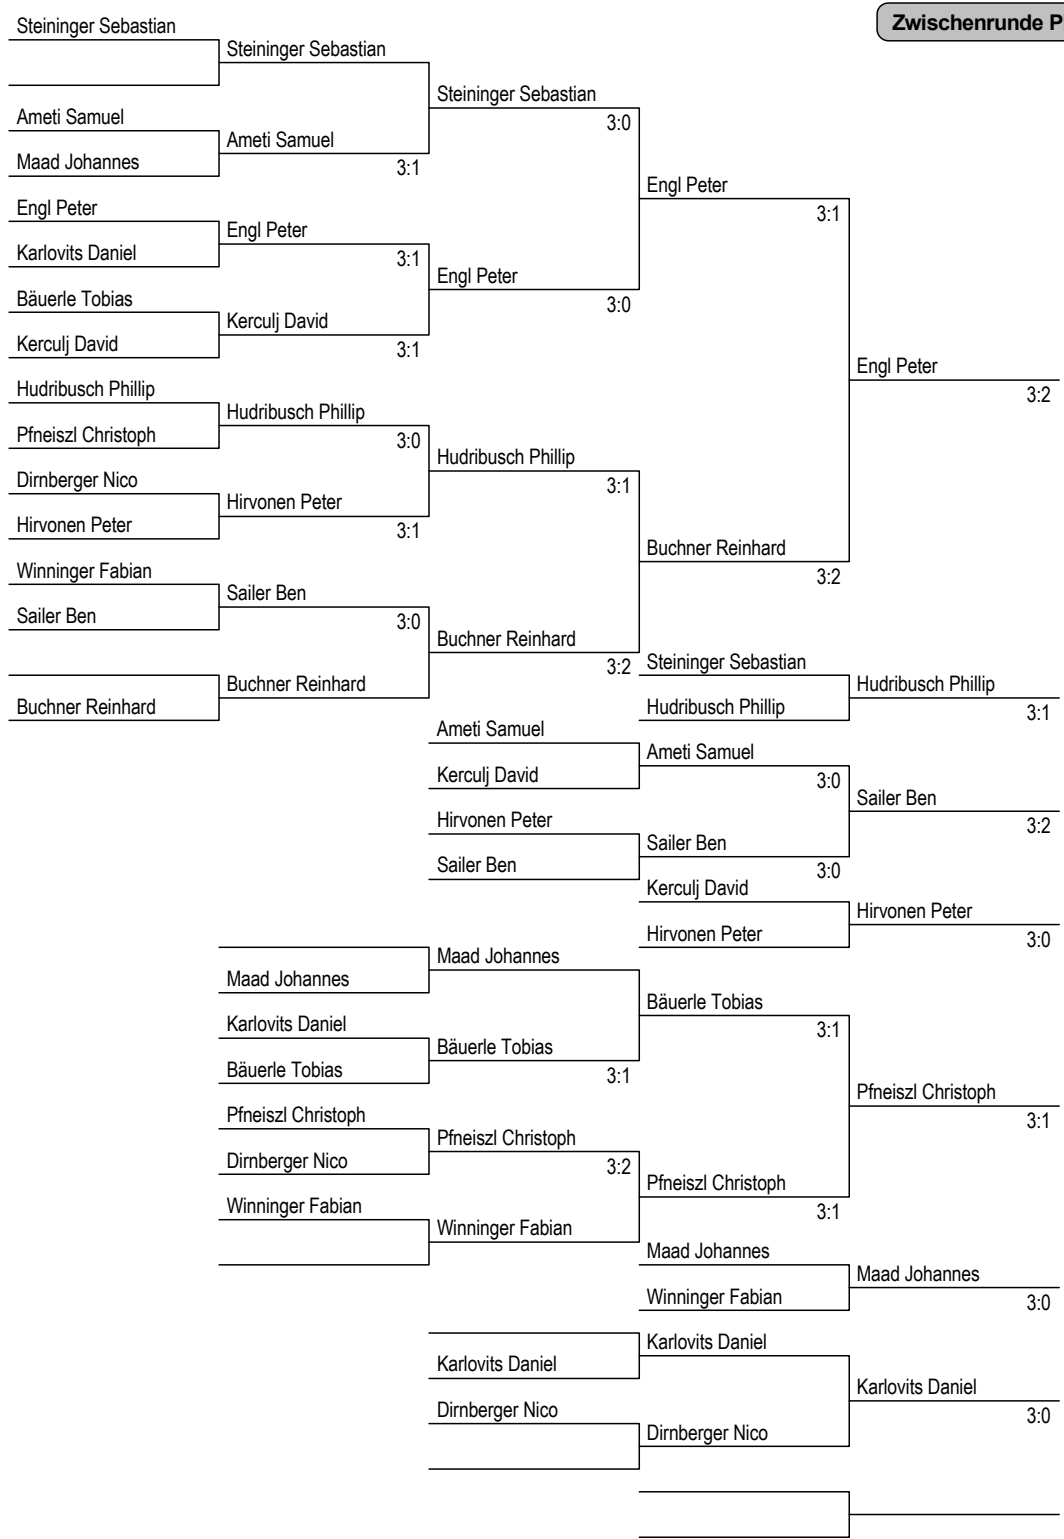 Zwischenrunde P
Steininger Sebastian
Steininger Sebastian
Steininger Sebastian
3:0
Ameti Samuel
Ameti Samuel
3:1
Maad Johannes
Engl Peter
3:1
Engl Peter
Engl Peter
3:1
Karlovits Daniel
Engl Peter
3:0
Bäuerle Tobias
Kerculj David
3:1
Kerculj David
Engl Peter
3:2
Hudribusch Phillip
Hudribusch Phillip
3:0
Pfneiszl Christoph
Hudribusch Phillip
3:1
Dirnberger Nico
Hirvonen Peter
3:1
Hirvonen Peter
Buchner Reinhard
3:2
Winninger Fabian
Sailer Ben
3:0
Sailer Ben
Buchner Reinhard
3:2
Buchner Reinhard
Buchner Reinhard
Steininger Sebastian
Hudribusch Phillip
3:1
Hudribusch Phillip
Ameti Samuel
Ameti Samuel
3:0
Kerculj David
Sailer Ben
3:2
Hirvonen Peter
Sailer Ben
3:0
Sailer Ben
Kerculj David
Hirvonen Peter
3:0
Hirvonen Peter
Maad Johannes
Maad Johannes
Bäuerle Tobias
3:1
Karlovits Daniel
Bäuerle Tobias
3:1
Bäuerle Tobias
Pfneiszl Christoph
3:1
Pfneiszl Christoph
Pfneiszl Christoph
3:2
Dirnberger Nico
Pfneiszl Christoph
3:1
Winninger Fabian
Winninger Fabian
Maad Johannes
Maad Johannes
3:0
Winninger Fabian
Karlovits Daniel
Karlovits Daniel
Karlovits Daniel
3:0
Dirnberger Nico
Dirnberger Nico